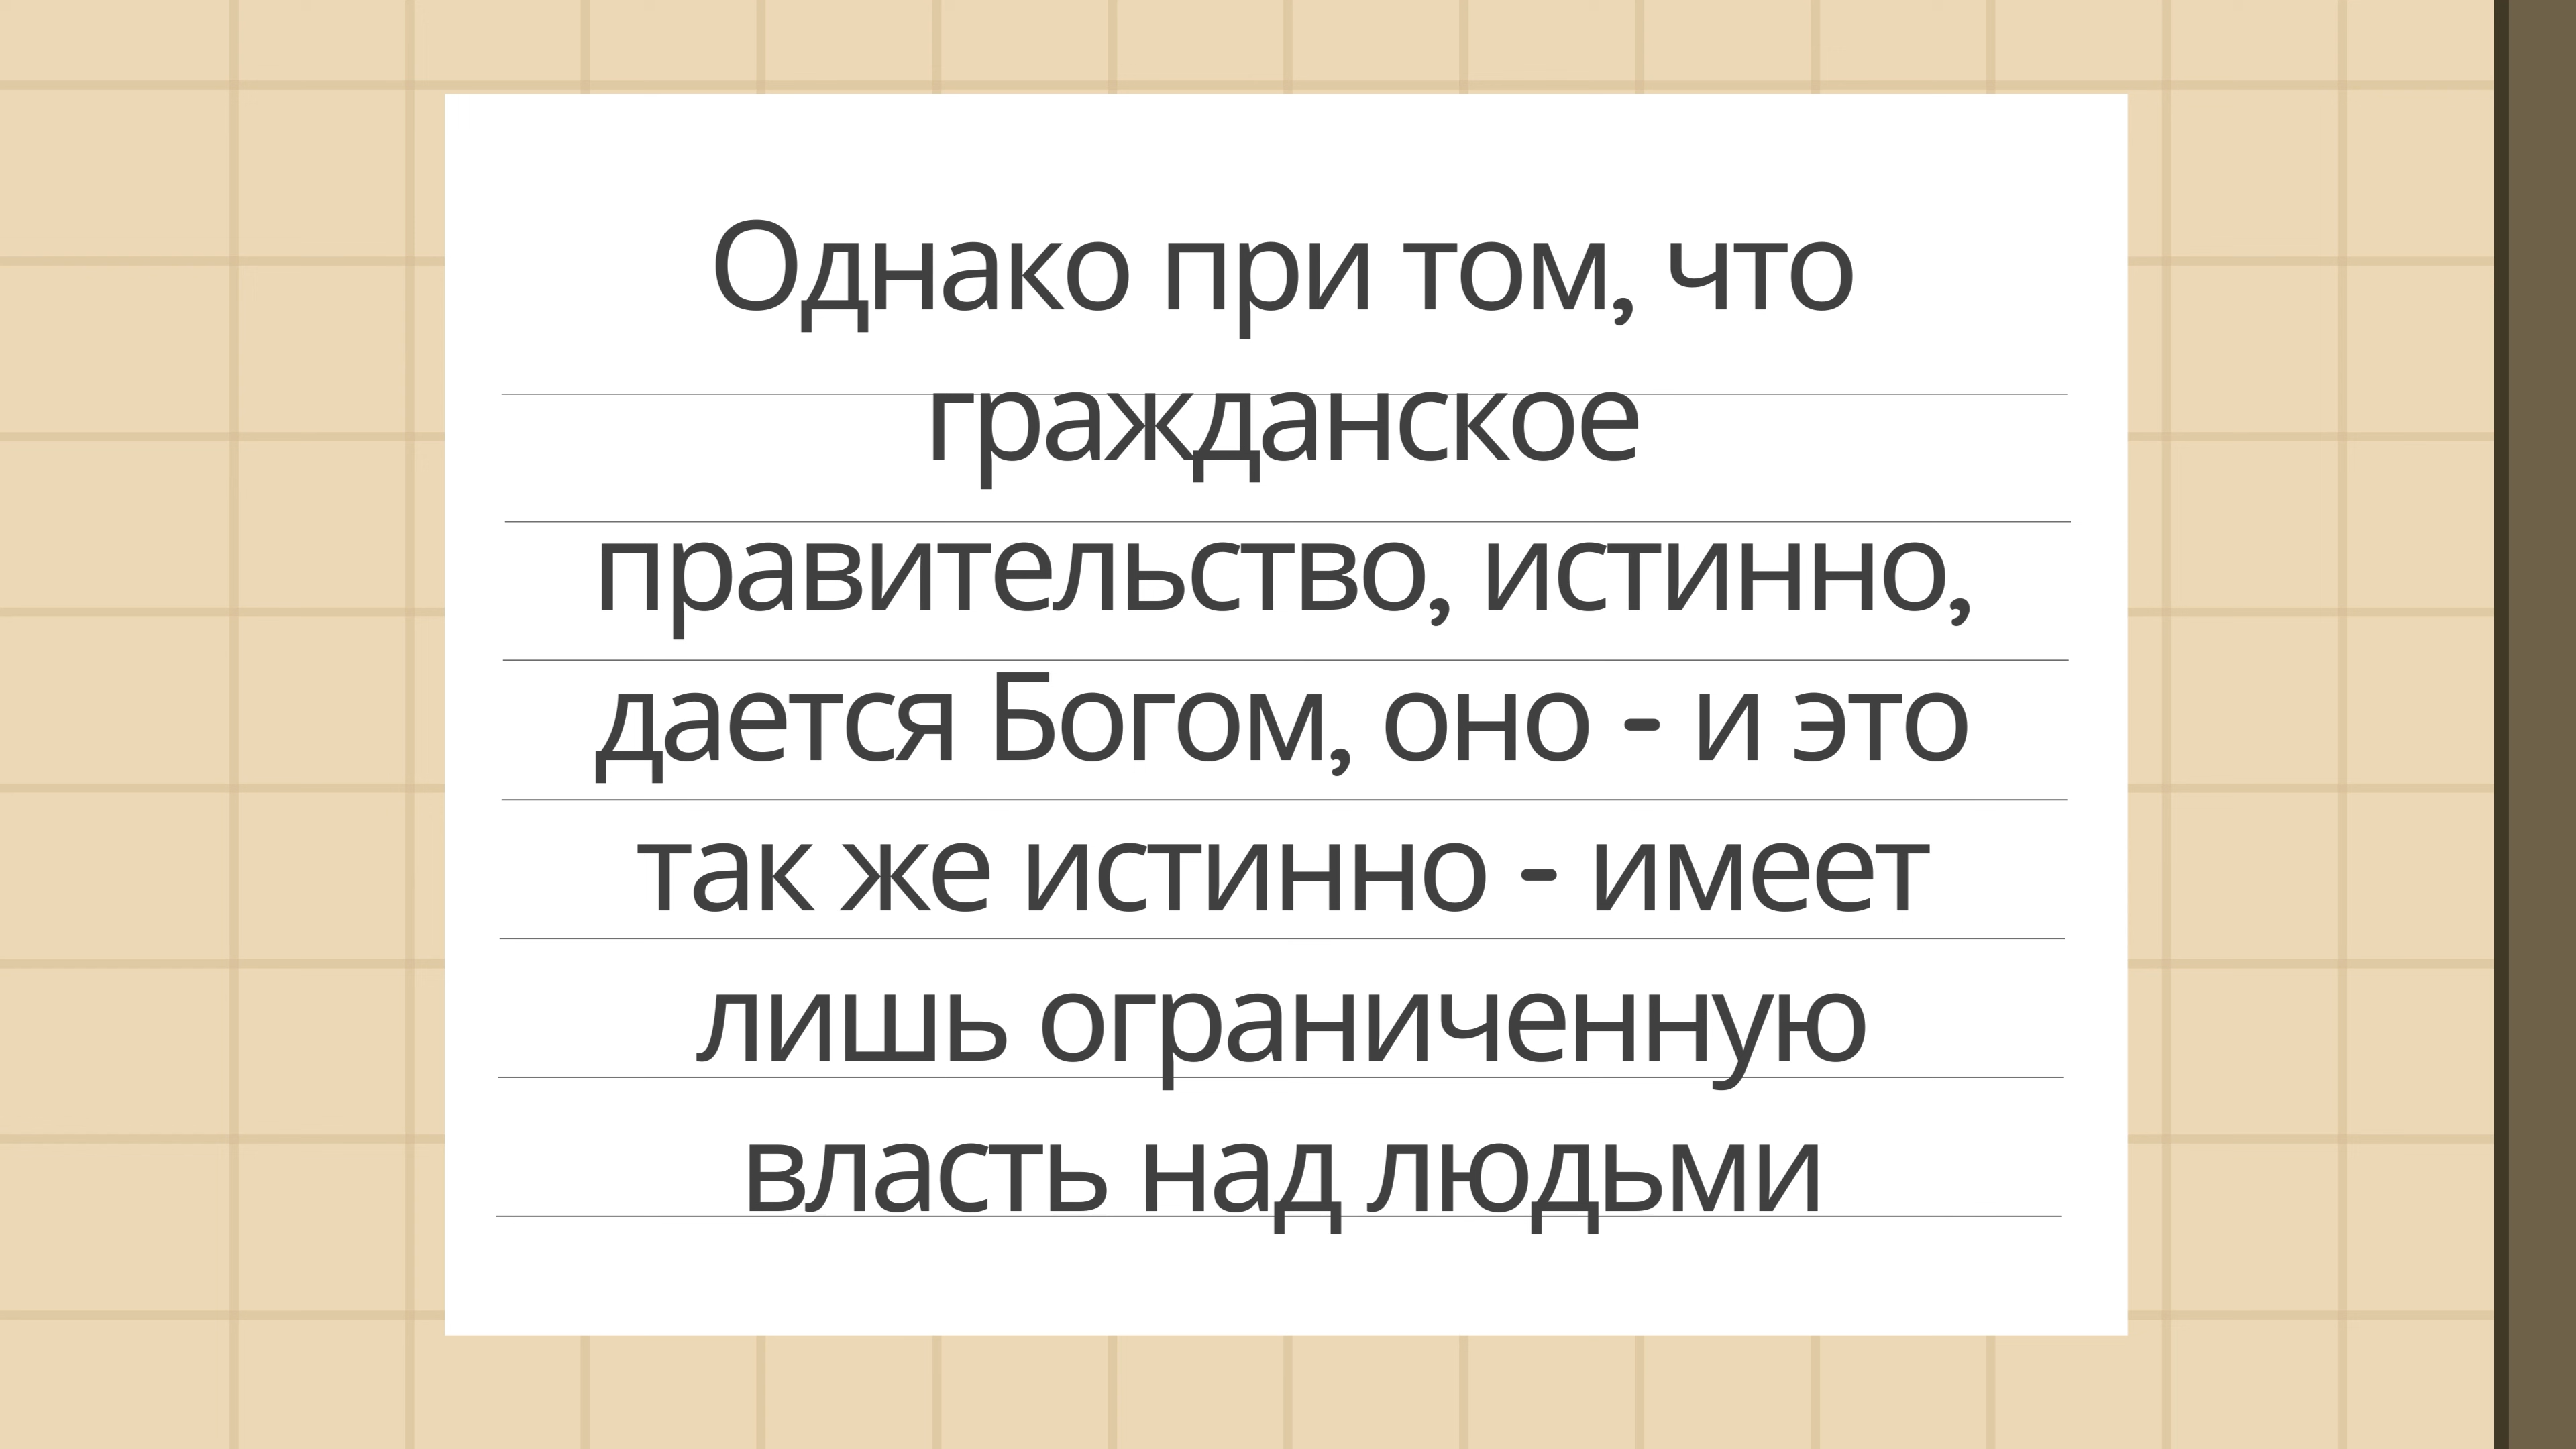 Однако при том, что
гражданское
правительство, истинно,
дается Богом, оно - и это
так же истинно - имеет
лишь ограниченную
власть над людьми